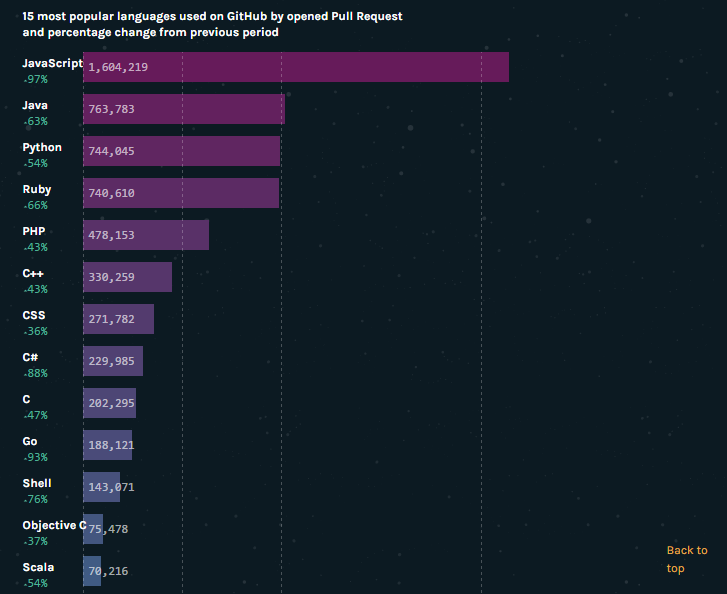 15 most popular languages used on GitHub by opened Pull Request
and percentage change from previous period
JavaScript 1,604,219
97%
Java 763,783
63%
Python 744,045
54%
Ruby 740,610
66%
PHP 478,153
43%
C++ 330,259
43%
CSS 271,782
36%
C# 229,985
88%
C 202,295
47%
Go 188,121
93%
Shell 143,071
76%
Objective C 75,478
37%
Scala 70,216
54%
Back to
top